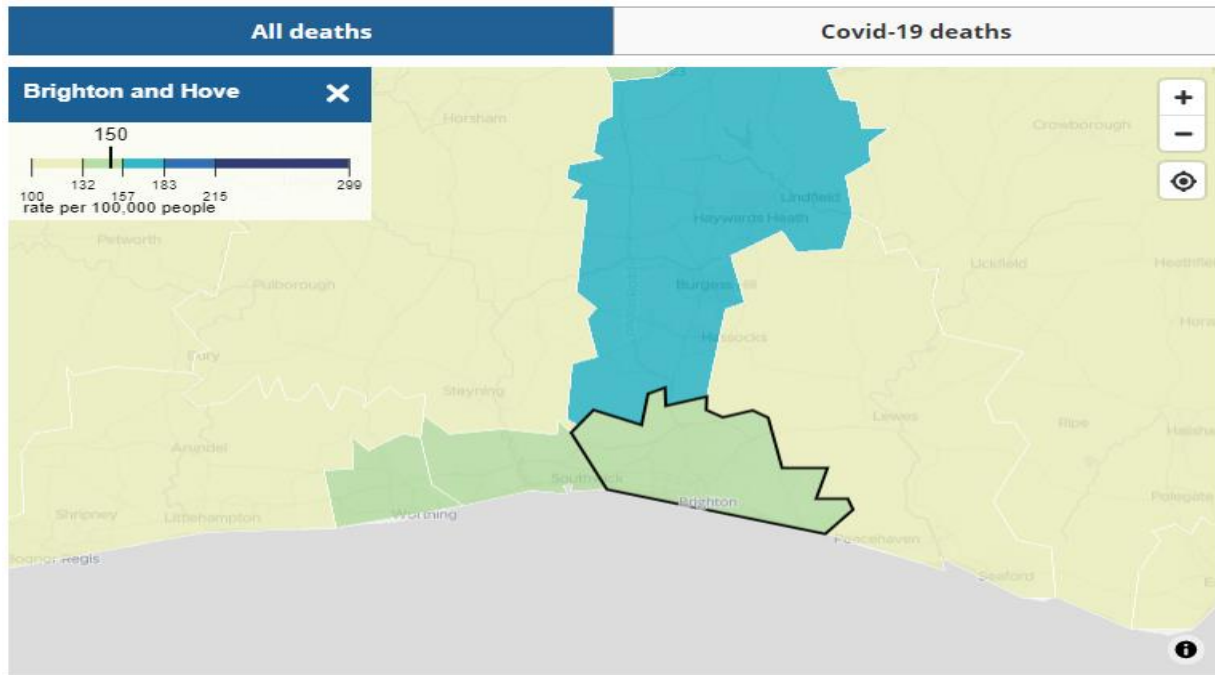 All deaths
Covid-19 deaths
Brighton and Hove
150
100 132 157 183 215 299
rate per 100,000 people
+
−
Horsham
Crowborough
Lindfield
Haywards Heath
Petworth
Uckfield
Pulborough
Burgess Hill
Hassocks
Bury
Steyning
Lewes
Ripe
Arundel
Southwick
Brighton
Polegate
Shripney
Littlehampton
Worthing
Peacehaven
Bognor Regis
Seaford